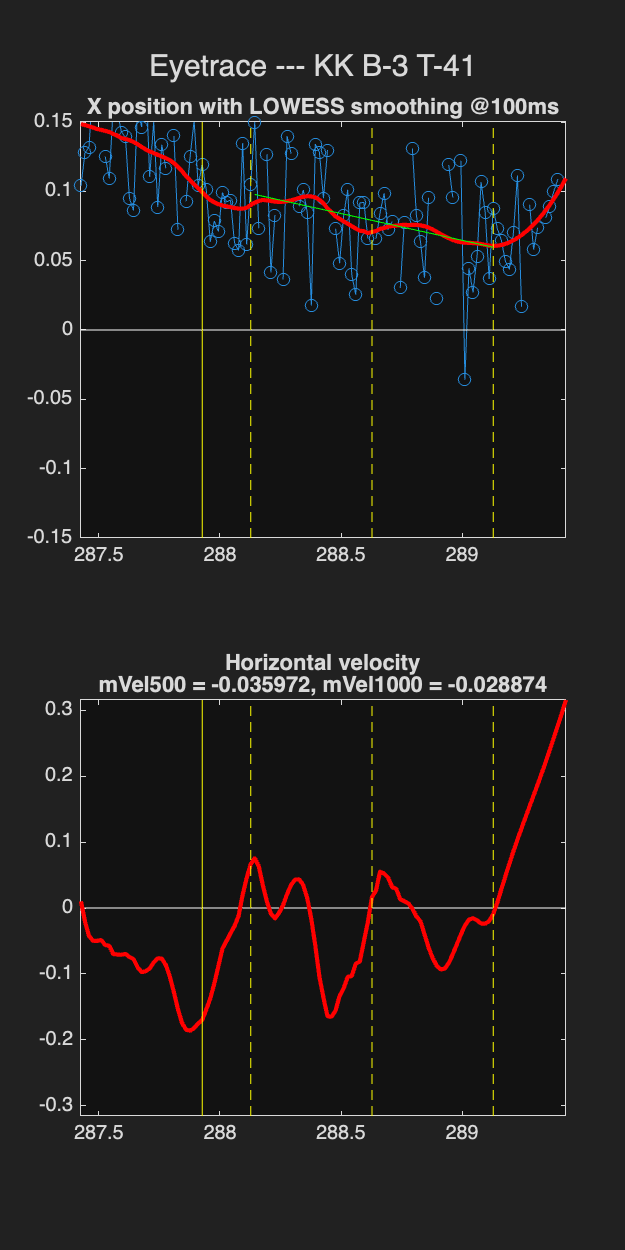 Eyetrace --- KK B-3 T-41
X position with LOWESS smoothing @100ms
0.15
0.1
0.05
0
-0.05
-0.1
-0.15
287.5 288 288.5 289
Horizontal velocity
mVel500 = -0.035972, mVel1000 = -0.028874
0.3
0.2
0.1
0
-0.1
-0.2
-0.3
287.5 288 288.5 289